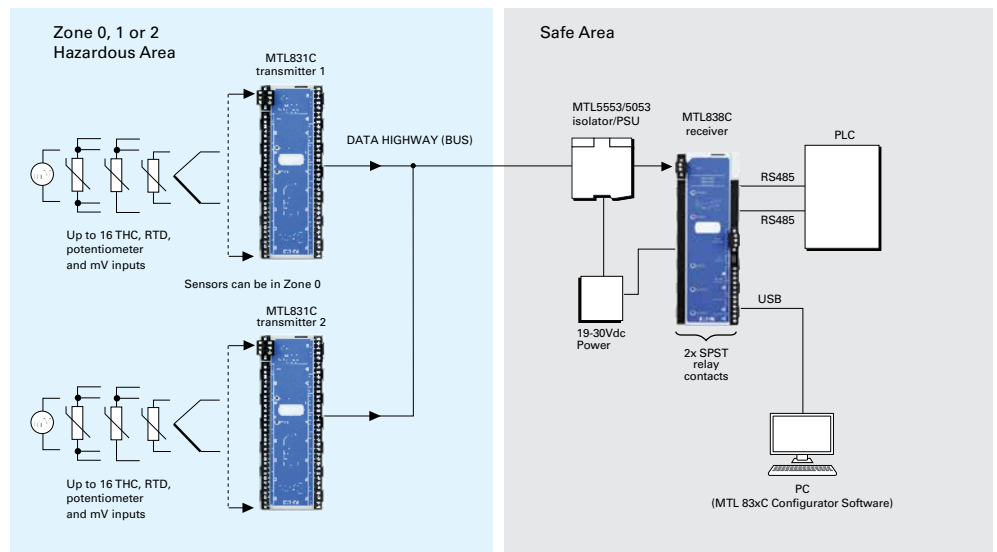 Zone 0, 1 or 2
Hazardous Area
MTL831C
transmitter 1
DATA HIGHWAY (BUS)
Up to 16 THC, RTD,
potentiometer
and mV inputs
Sensors can be in Zone 0
MTL831C
transmitter 2
Up to 16 THC, RTD,
potentiometer
and mV inputs
Safe Area
MTL5553/5053
isolator/PSU
MTL838C
receiver
PLC
RS485
RS485
19-30Vdc
Power
USB
2x SPST
relay
contacts
PC
(MTL 83xC Configurator Software)